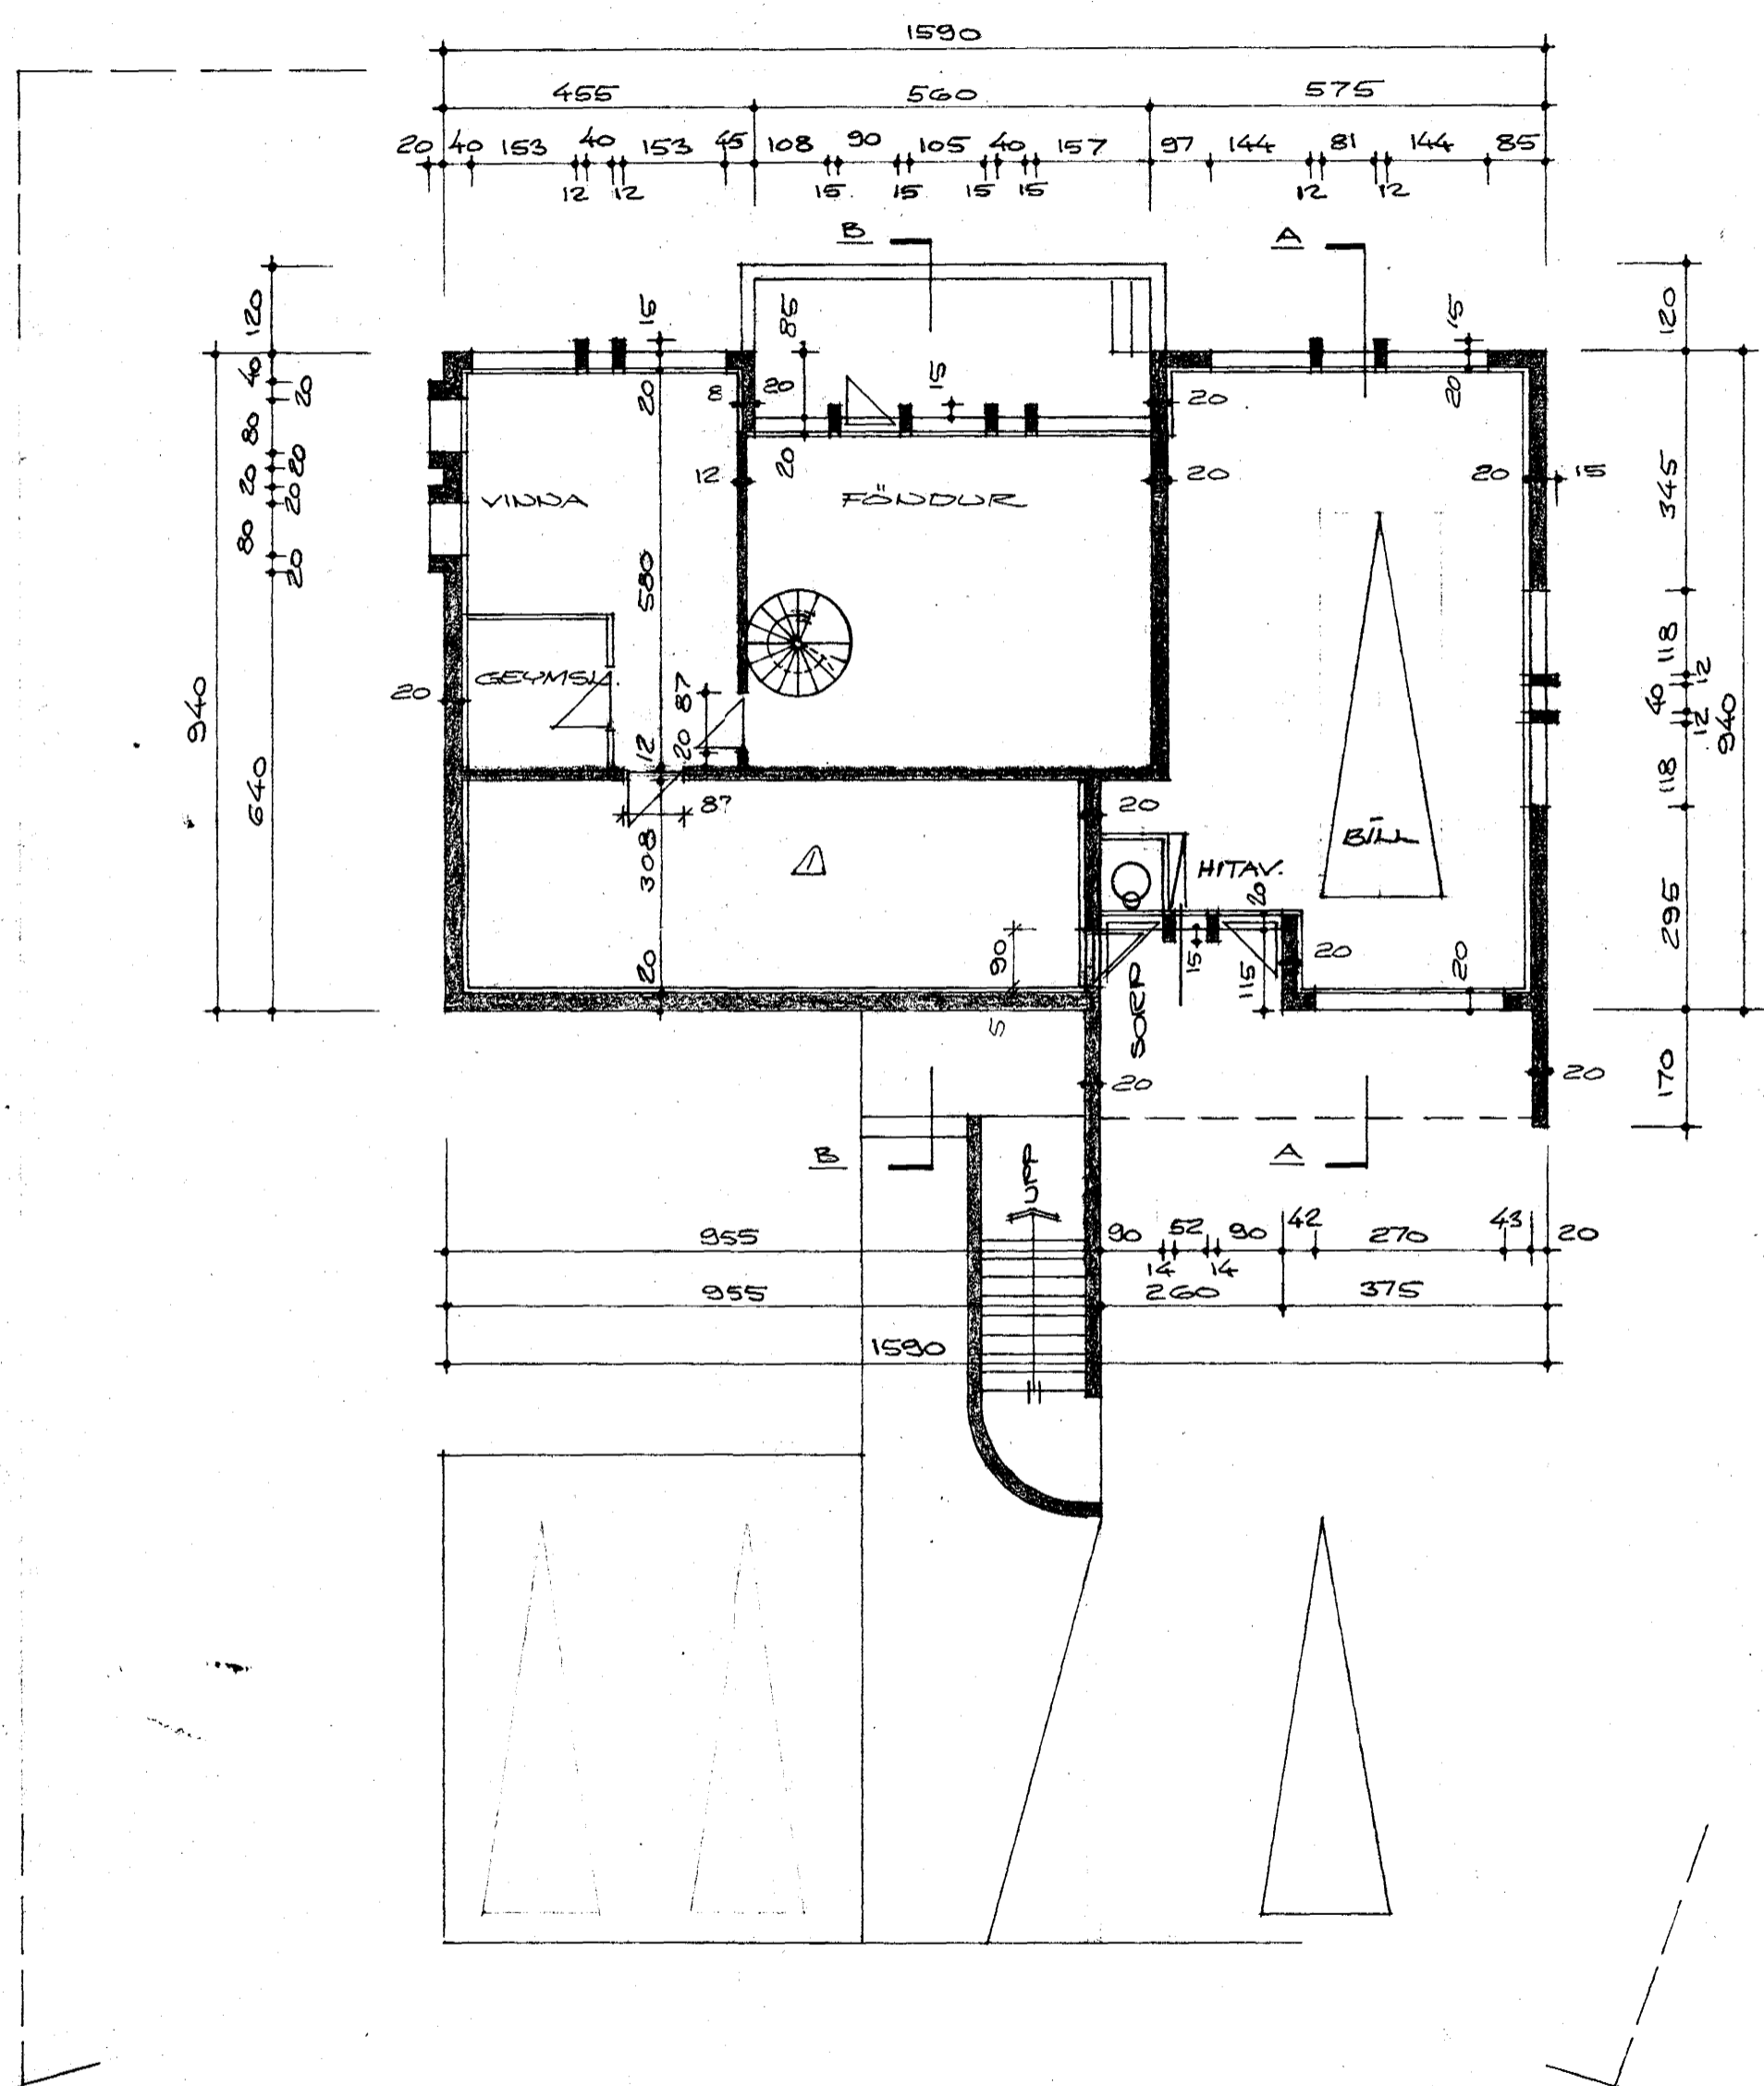 1590
455 560 575
20 40 153 40 153 45 108 90 105 40 157 97 144 81 144 85
12 12 15 15 15 15 12 12
B A
120 15 85 15 120
40 20 20 8 20 15 20 20
80 20 20 12 20 20 15 345
VINNA FÖNDUR
20 20
80 20
580
GEYMSL.
20 87
118 12
40 12
940 640 12 20 940
87 20 118
308 1 BÍLL
HITAV.
20 295
90 15 115 20 20
20 5 SORP
20 20 170
B UPP A
955 90 52 90 42 270 43 20
14 14
955 260 375
1590